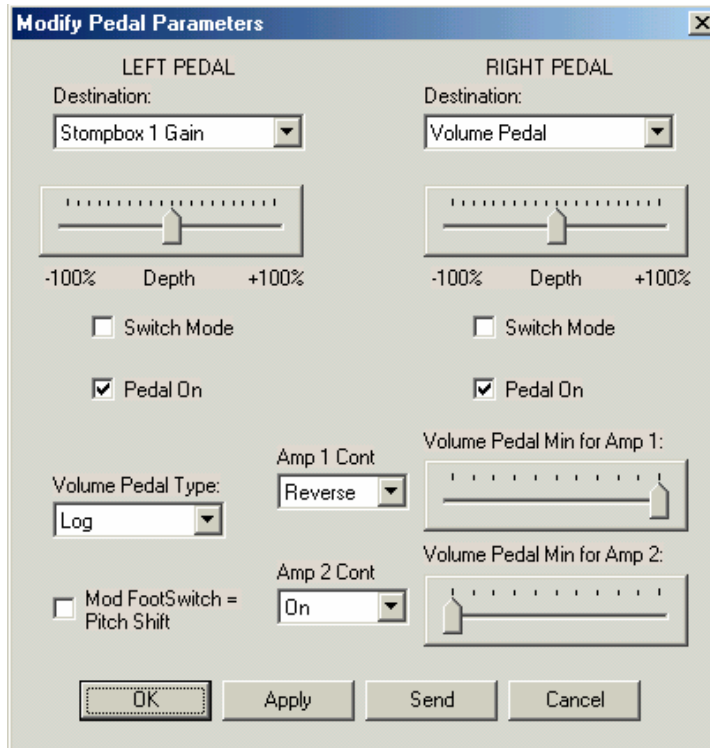 Modify Pedal Parameters
LEFT PEDAL
Destination:
Stompbox 1 Gain
-100% Depth +100%
Switch Mode
Pedal On
RIGHT PEDAL
Destination:
Volume Pedal
-100% Depth +100%
Switch Mode
Pedal On
Volume Pedal Type:
Log
Mod FootSwitch =
Pitch Shift
Amp 1 Cont
Reverse
Amp 2 Cont
On
Volume Pedal Min for Amp 1:
Volume Pedal Min for Amp 2:
OK Apply Send Cancel